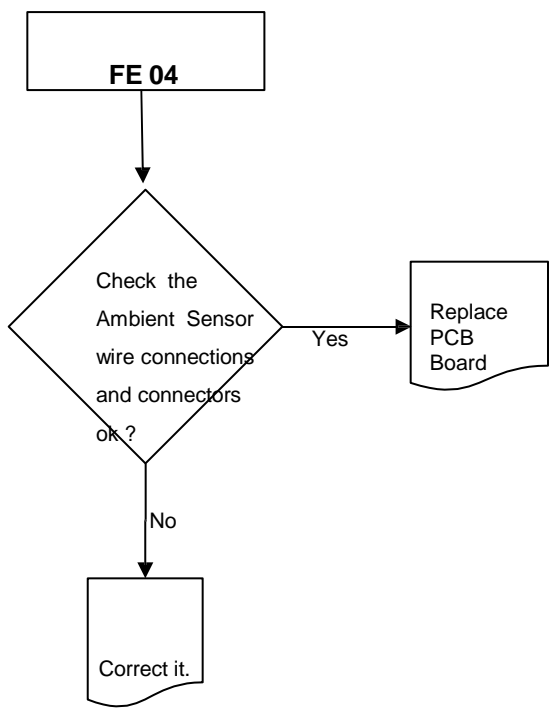 FE 04
Check the
Ambient Sensor
wire connections
and connectors
ok ?
Yes
Replace
PCB
Board
No
Correct it.